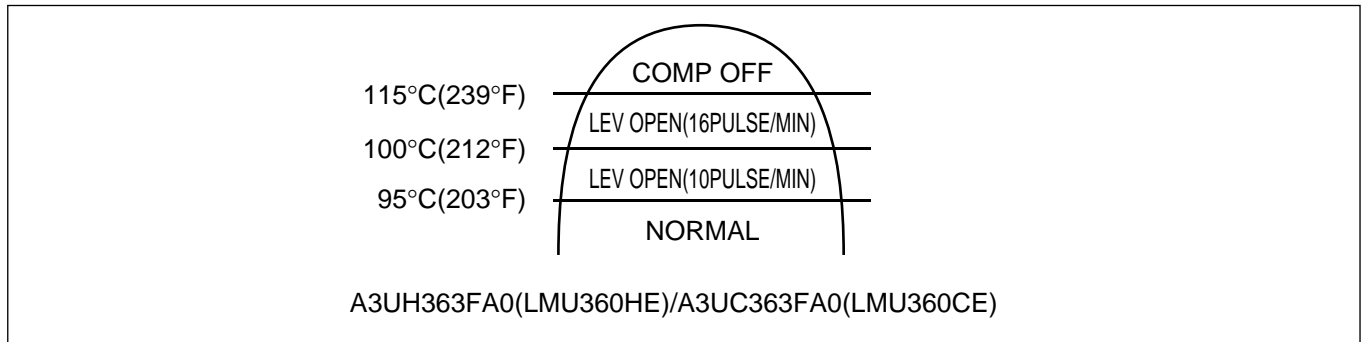 COMP OFF
115°C(239°F)
LEV OPEN(16PULSE/MIN)
100°C(212°F)
LEV OPEN(10PULSE/MIN)
95°C(203°F)
NORMAL
A3UH363FA0(LMU360HE)/A3UC363FA0(LMU360CE)